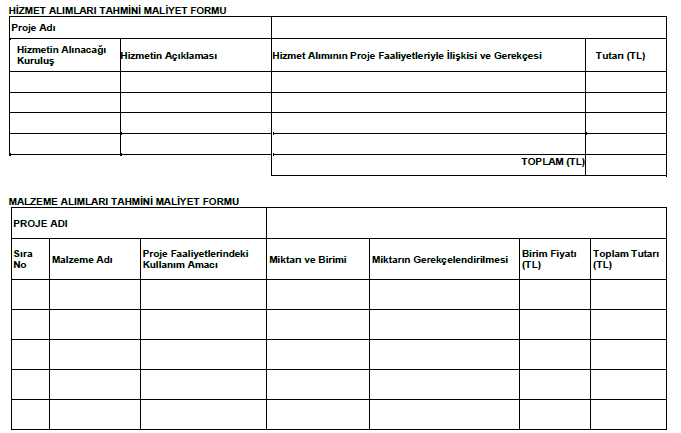 HİZMET ALIMLARI TAHMİNİ MALİYET FORMU
Proje Adı
Hizmetin Alınacağı Kuruluş
Hizmetin Açıklaması
Hizmet Alımının Proje Faaliyetleriyle İlişkisi ve Gerekçesi
Tutarı (TL)
TOPLAM (TL)
MALZEME ALIMLARI TAHMİNİ MALİYET FORMU
PROJE ADI
Sıra No
Malzeme Adı
Proje Faaliyetlerindeki Kullanım Amacı
Miktarı ve Birimi
Miktarın Gerekçelendirilmesi
Birim Fiyatı (TL)
Toplam Tutarı (TL)